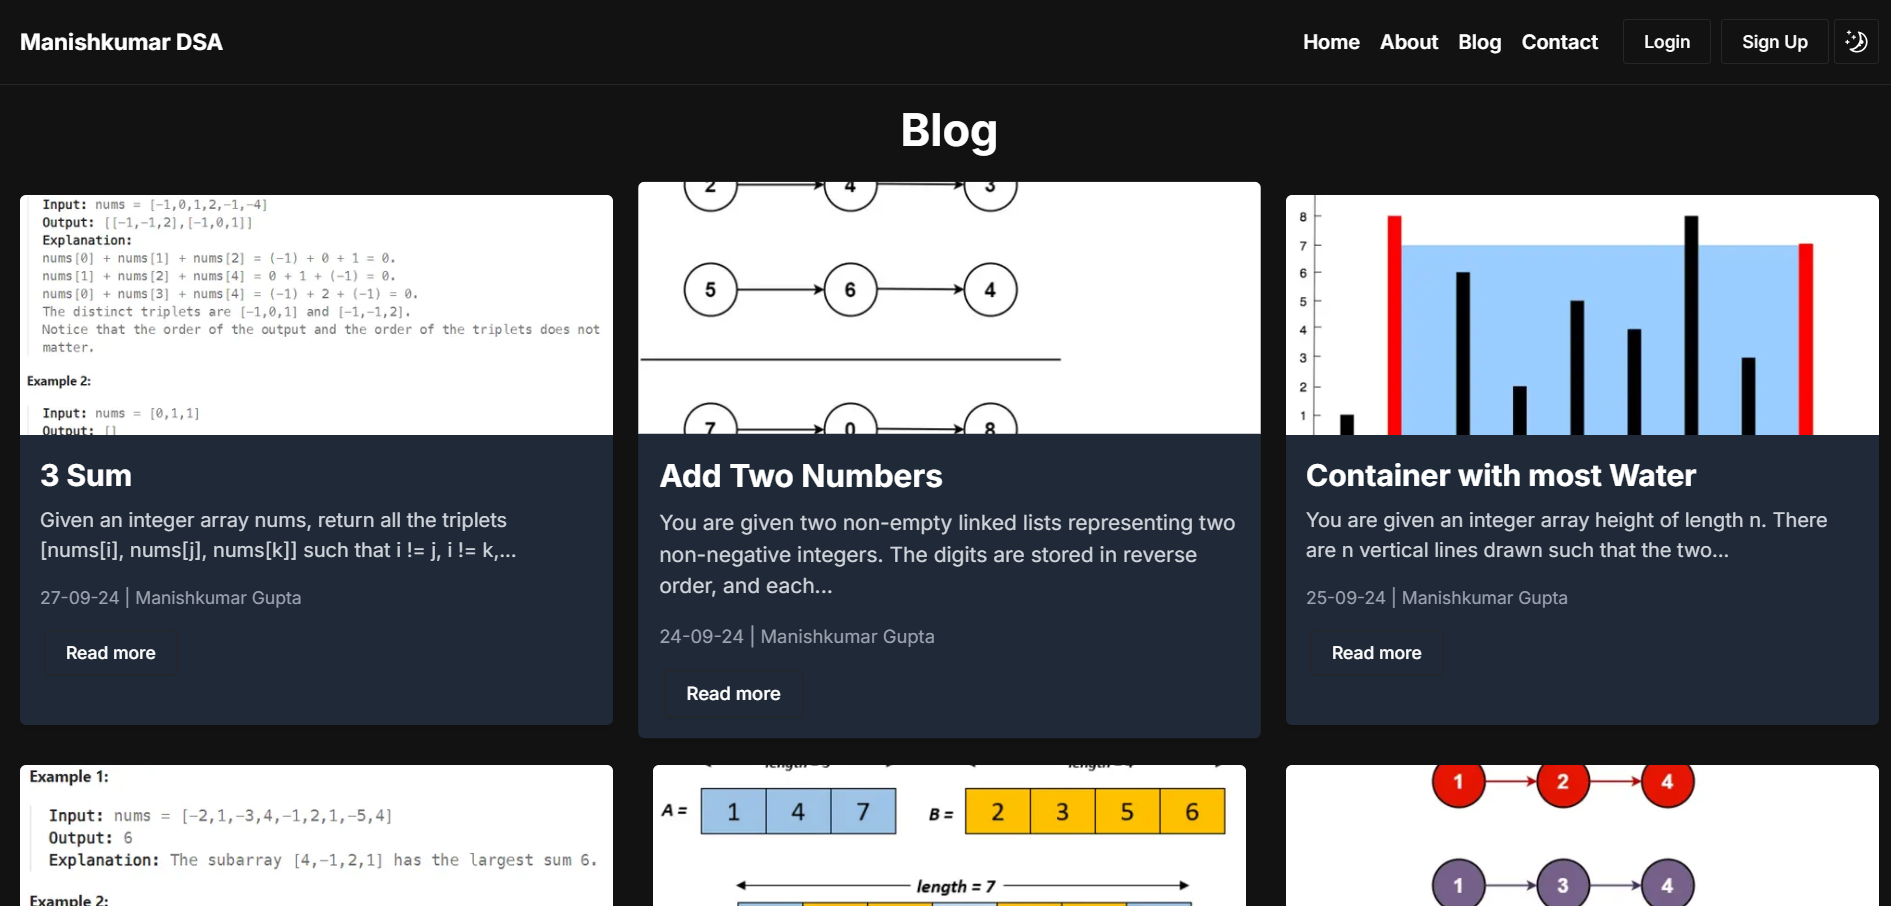 Manishkumar DSA
Home About Blog Contact Login Sign Up
Blog
Input: nums = [-1,0,1,2,-1,-4]
Output: [[-1,-1,2],[-1,0,1]]
Explanation:
nums[0] + nums[1] + nums[2] = (-1) + 0 + 1 = 0.
nums[1] + nums[2] + nums[4] = 0 + 1 + (-1) = 0.
nums[0] + nums[3] + nums[4] = (-1) + 2 + (-1) = 0.
The distinct triplets are [-1,0,1] and [-1,-1,2].
Notice that the order of the output and the order of the triplets does not
matter.
Example 2:
Input: nums = [0,1,1]
Output: []
3 Sum
Given an integer array nums, return all the triplets
[nums[i], nums[j], nums[k]] such that i != j, i != k,...
27-09-24 | Manishkumar Gupta
Read more
2 4 3
5 6 4
7 0 8
Add Two Numbers
You are given two non-empty linked lists representing two
non-negative integers. The digits are stored in reverse
order, and each...
24-09-24 | Manishkumar Gupta
Read more
8
7
6
5
4
3
2
1
Container with most Water
You are given an integer array height of length n. There
are n vertical lines drawn such that the two...
25-09-24 | Manishkumar Gupta
Read more
Example 1:
Input: nums = [-2,1,-3,4,-1,2,1,-5,4]
Output: 6
Explanation: The subarray [4,-1,2,1] has the largest sum 6.
Example 2:
A = 1 4 7 B = 2 3 5 6
length = 7
1 2 4
1 3 4